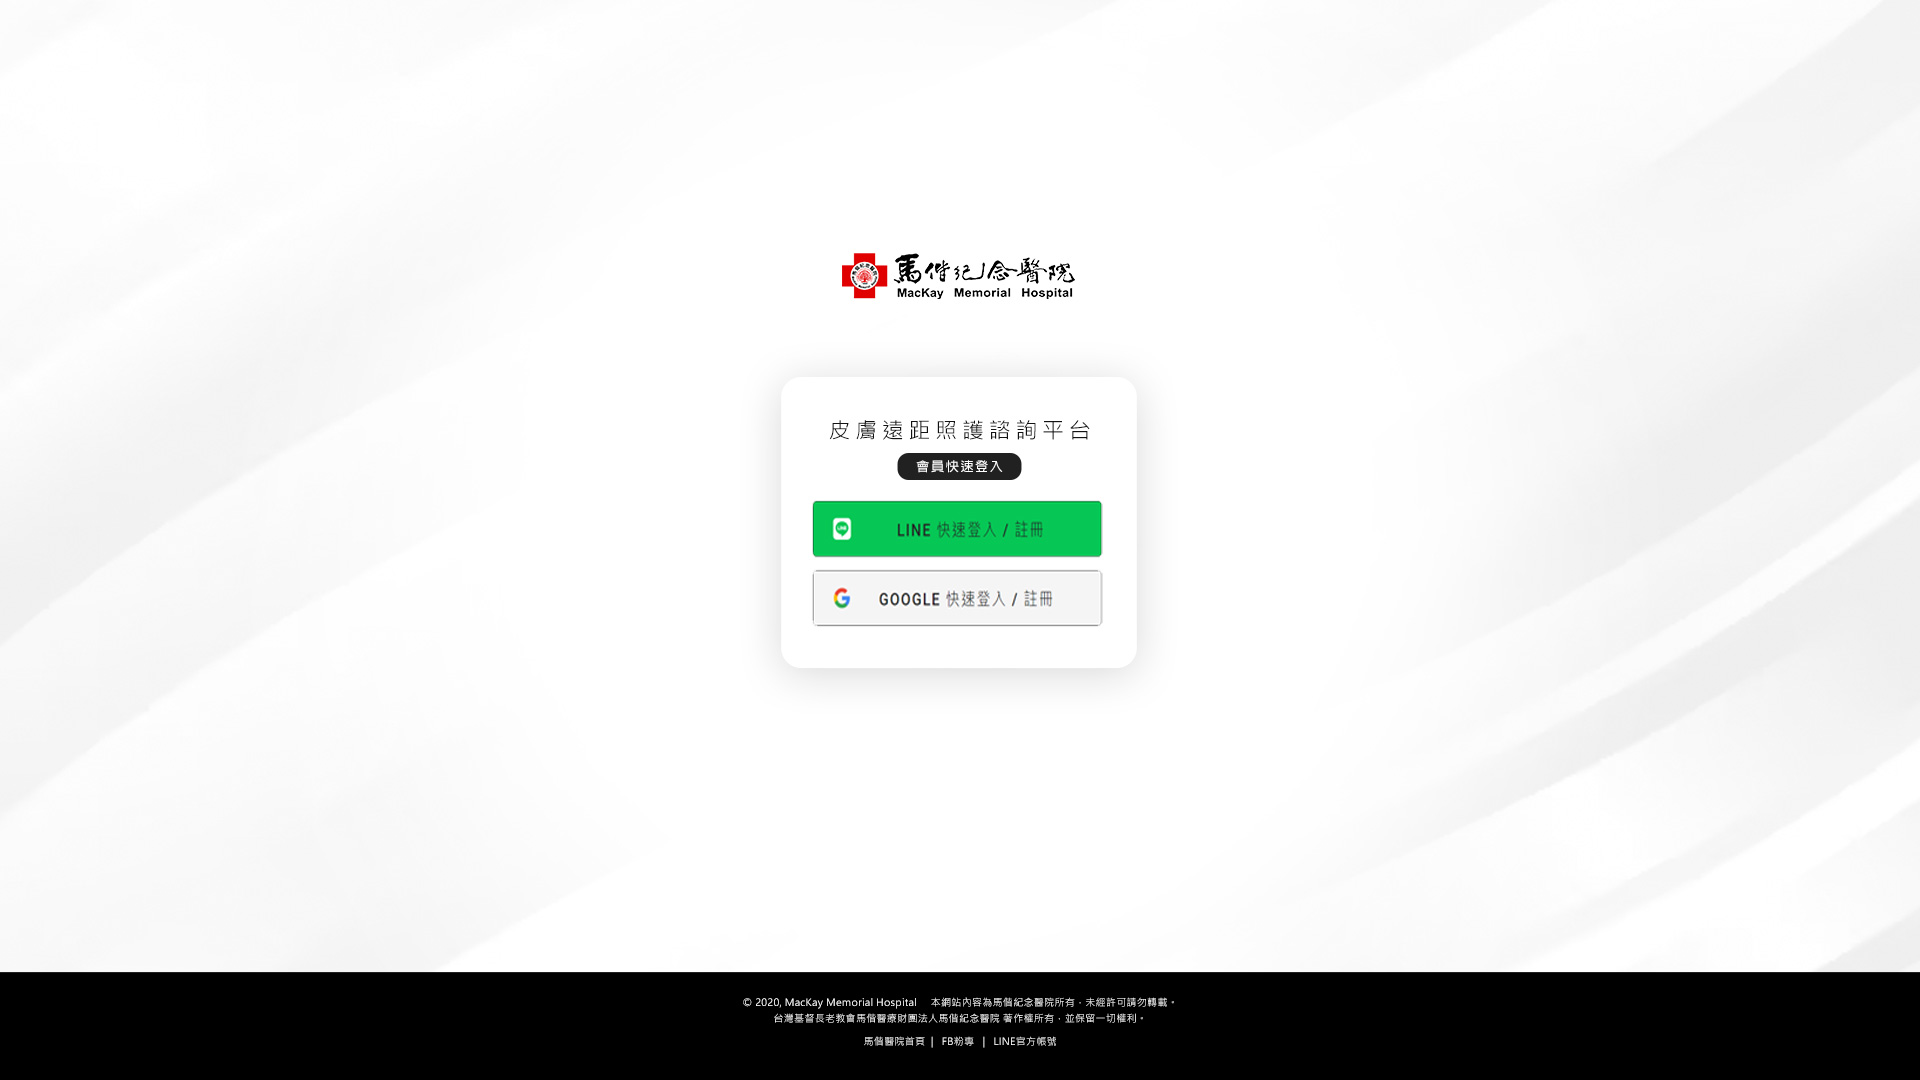 馬偕紀念醫院
MacKay Memorial Hospital
皮膚遠距照護諮詢平台
會員快速登入
LINE 快速登入 / 註冊
GOOGLE 快速登入 / 註冊
© 2020, MacKay Memorial Hospital 本網站內容為馬偕紀念醫院所有，未經許可請勿轉載。
台灣基督長老教會馬偕醫療財團法人馬偕紀念醫院 著作權所有，並保留一切權利。
馬偕醫院首頁 | FB粉專 | LINE官方帳號